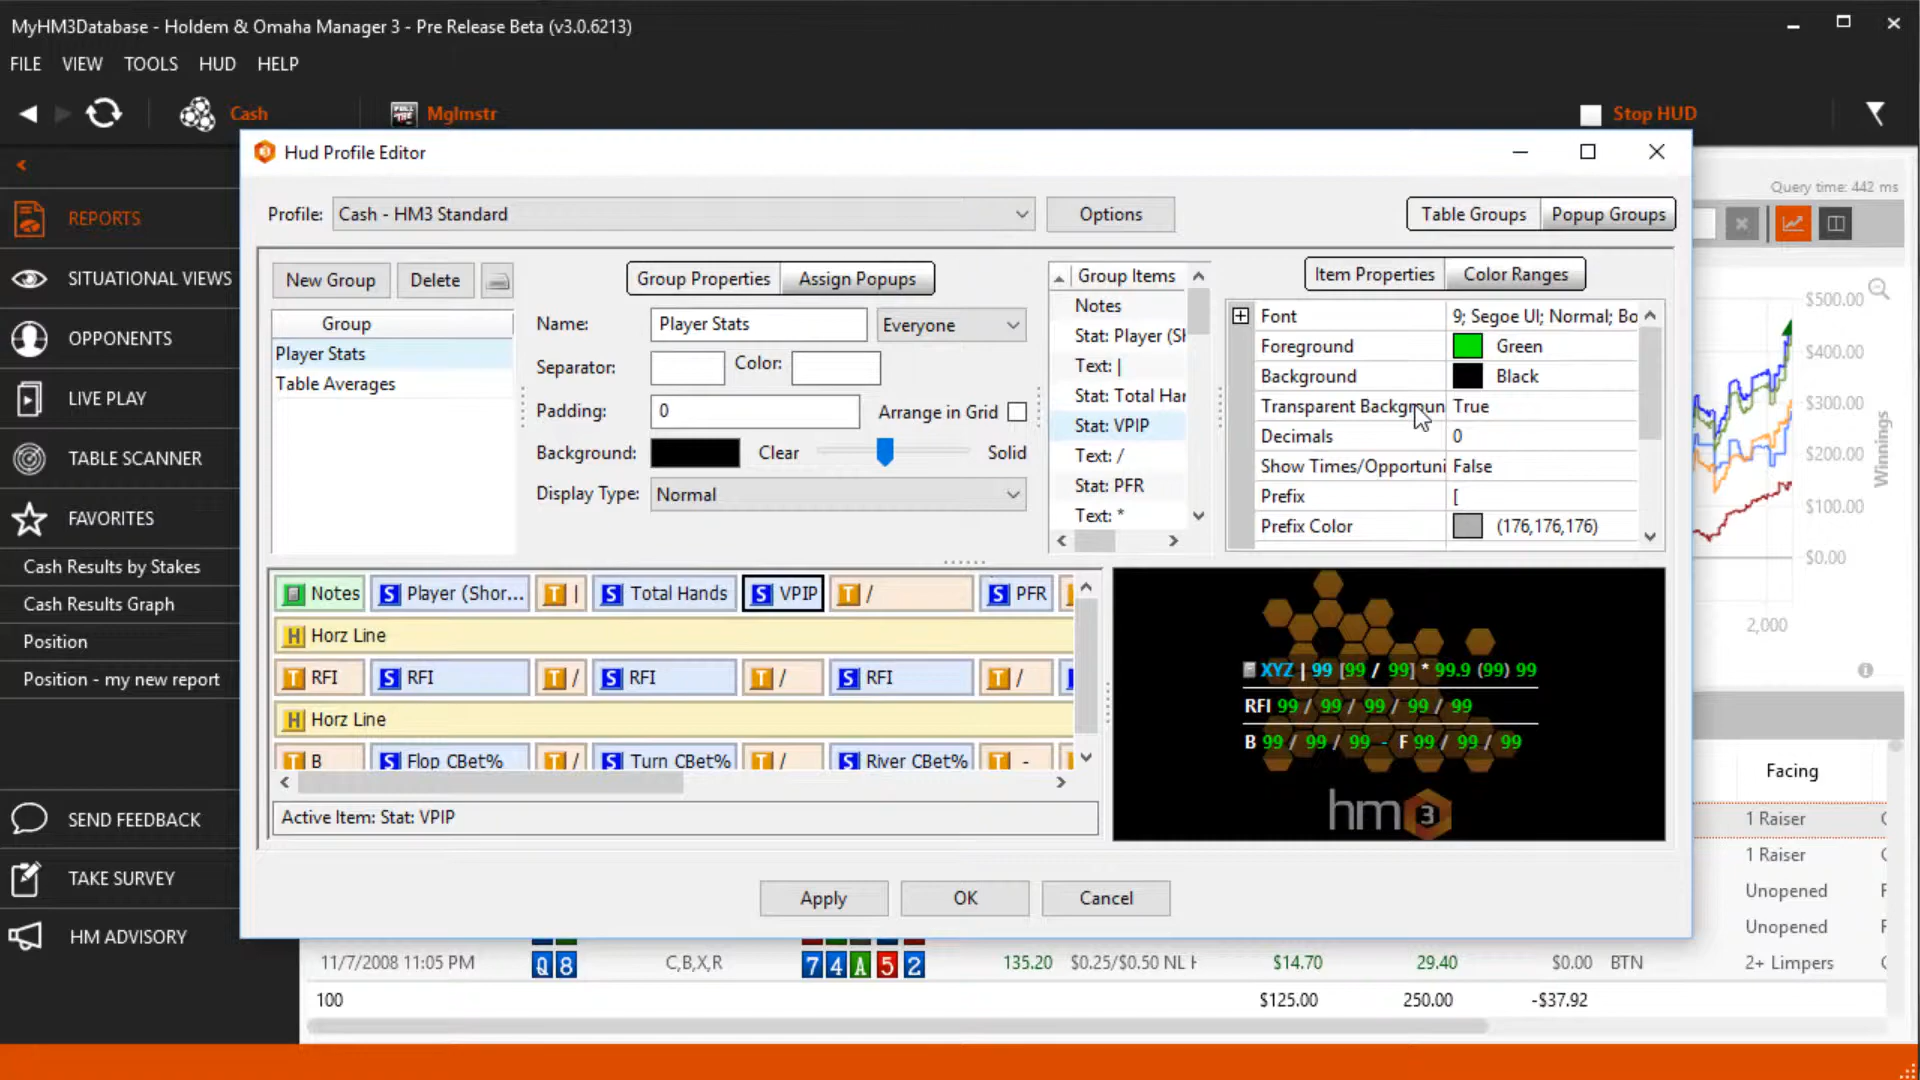 MyHM3Database - Holdem & Omaha Manager 3 - Pre Release Beta (v3.0.6213)
FILE VIEW TOOLS HUD HELP
Cash MgImstr Stop HUD
Hud Profile Editor
Query time: 442 ms
Profile: Cash - HM3 Standard Options Table Groups Popup Groups
REPORTS
SITUATIONAL VIEWS
OPPONENTS
LIVE PLAY
TABLE SCANNER
FAVORITES
Cash Results by Stakes
Cash Results Graph
Position
Position - my new report
SEND FEEDBACK
TAKE SURVEY
HM ADVISORY
New Group Delete
Group
Player Stats
Table Averages
Group Properties Assign Popups
Name: Player Stats Everyone
Separator: Color:
Padding: 0 Arrange in Grid
Background: Clear Solid
Display Type: Normal
Group Items
Notes
Stat: Player (Sh
Text: |
Stat: Total Har
Stat: VPIP
Text: /
Stat: PFR
Text: *
Item Properties Color Ranges
Font 9; Segoe UI; Normal; Bo
Foreground Green
Background Black
Transparent Backgroun True
Decimals 0
Show Times/Opportuni False
Prefix [
Prefix Color (176,176,176)
Notes S Player (Shor... T | S Total Hands S VPIP T / S PFR
H Horz Line
T RFI S RFI T / S RFI T / S RFI T /
H Horz Line
T B S Flop CBet% T / S Turn CBet% T / S River CBet% T -
Active Item: Stat: VPIP
XYZ | 99 [99 / 99] * 99.9 (99) 99
RFI 99 / 99 / 99 / 99 / 99
B 99 / 99 / 99 - F 99 / 99 / 99
hm 3
Apply OK Cancel
$500.00
$400.00
$300.00
$200.00
$100.00
$0.00
Winnings
2,000
Facing
1 Raiser
1 Raiser
Unopened
Unopened
11/7/2008 11:05 PM Q 8 C,B,X,R 7 4 A 5 2 135.20 $0.25/$0.50 NL H $14.70 29.40 $0.00 BTN 2+ Limpers
100 $125.00 250.00 -$37.92